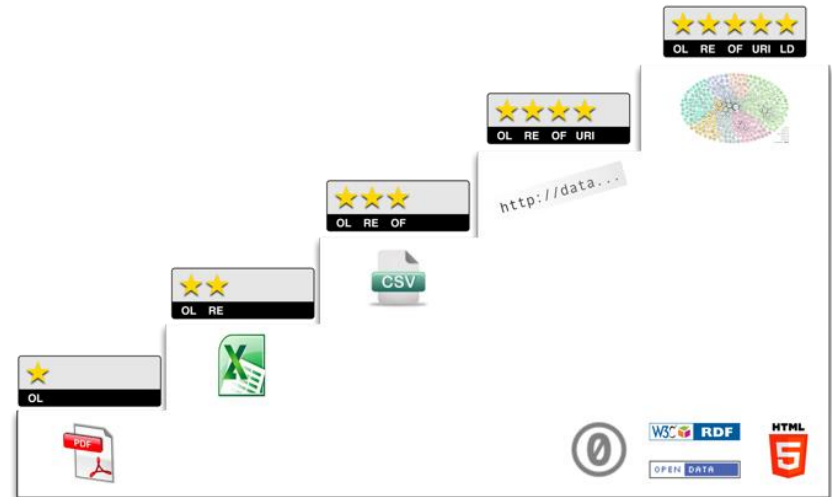 OL RE OF URI LD
OL RE OF URI
http://data...
OL RE OF
CSV
OL RE
OL
PDF
W3C RDF
HTML
5
OPEN DATA
0
X